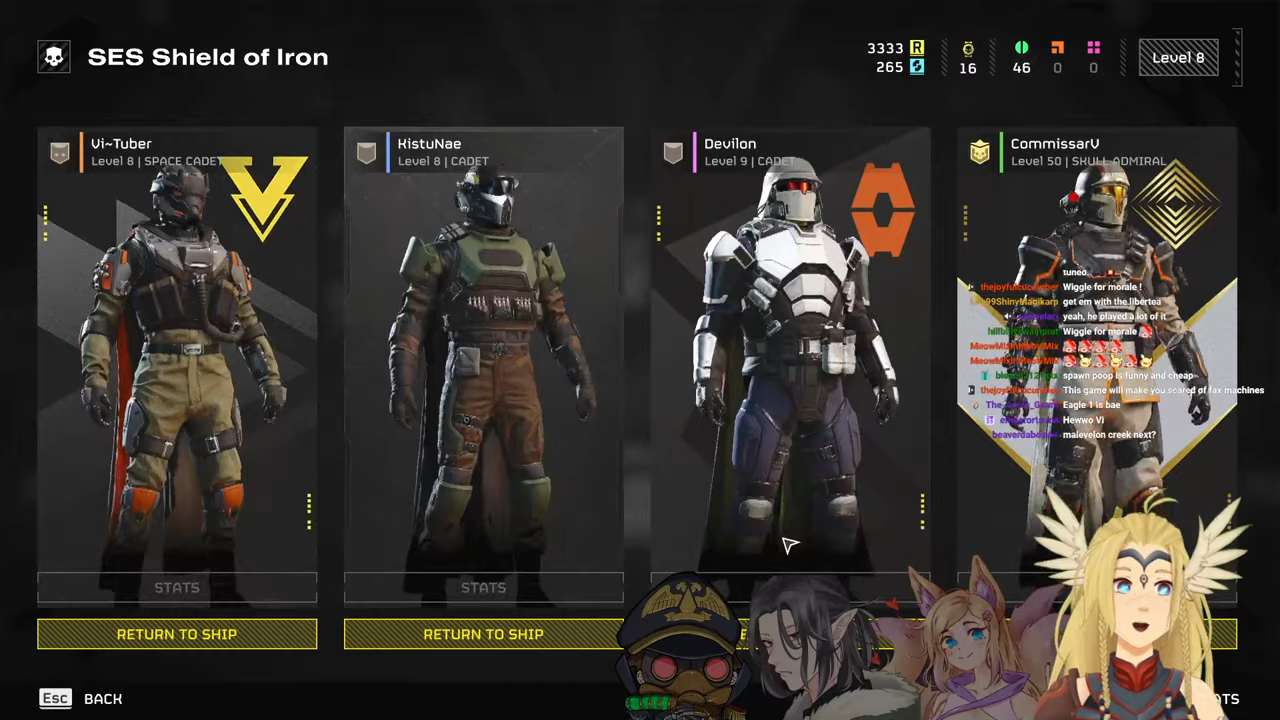 SES Shield of Iron
3333
265
16
46
0
0
Level 8
Vi~Tuber
Level 8 | SPACE CADET
KistuNae
Level 8 | CADET
Devilon
Level 9 | CADET
CommissarV
Level 50 | SKULL ADMIRAL
tuned.
thejoyfulcucumber Wiggle for morale !
99ShinyMagikarp get em with the libertea
yeah, he played a lot of it
Wiggle for morale
spawn poop is funny and cheap
This game will make you scared of fax machines
Eagle 1 is bae
Hewwo Vi
malevelon creek next?
STATS
STATS
RETURN TO SHIP
RETURN TO SHIP
Esc BACK